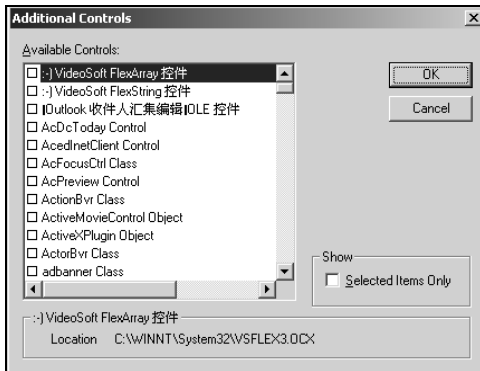 Additional Controls
Available Controls:
:-) VideoSoft FlexArray 控件
:-) VideoSoft FlexString 控件
|Outlook 收件人汇集编辑|OLE 控件
AcDcToday Control
AcedInetClient Control
AcFocusCtrl Class
AcPreview Control
ActionBvr Class
ActiveMovieControl Object
ActiveXPlugin Object
ActorBvr Class
adbanner Class
OK
Cancel
Show
Selected Items Only
:-) VideoSoft FlexArray 控件
Location C:\WINNT\System32\VSFLEX3.OCX